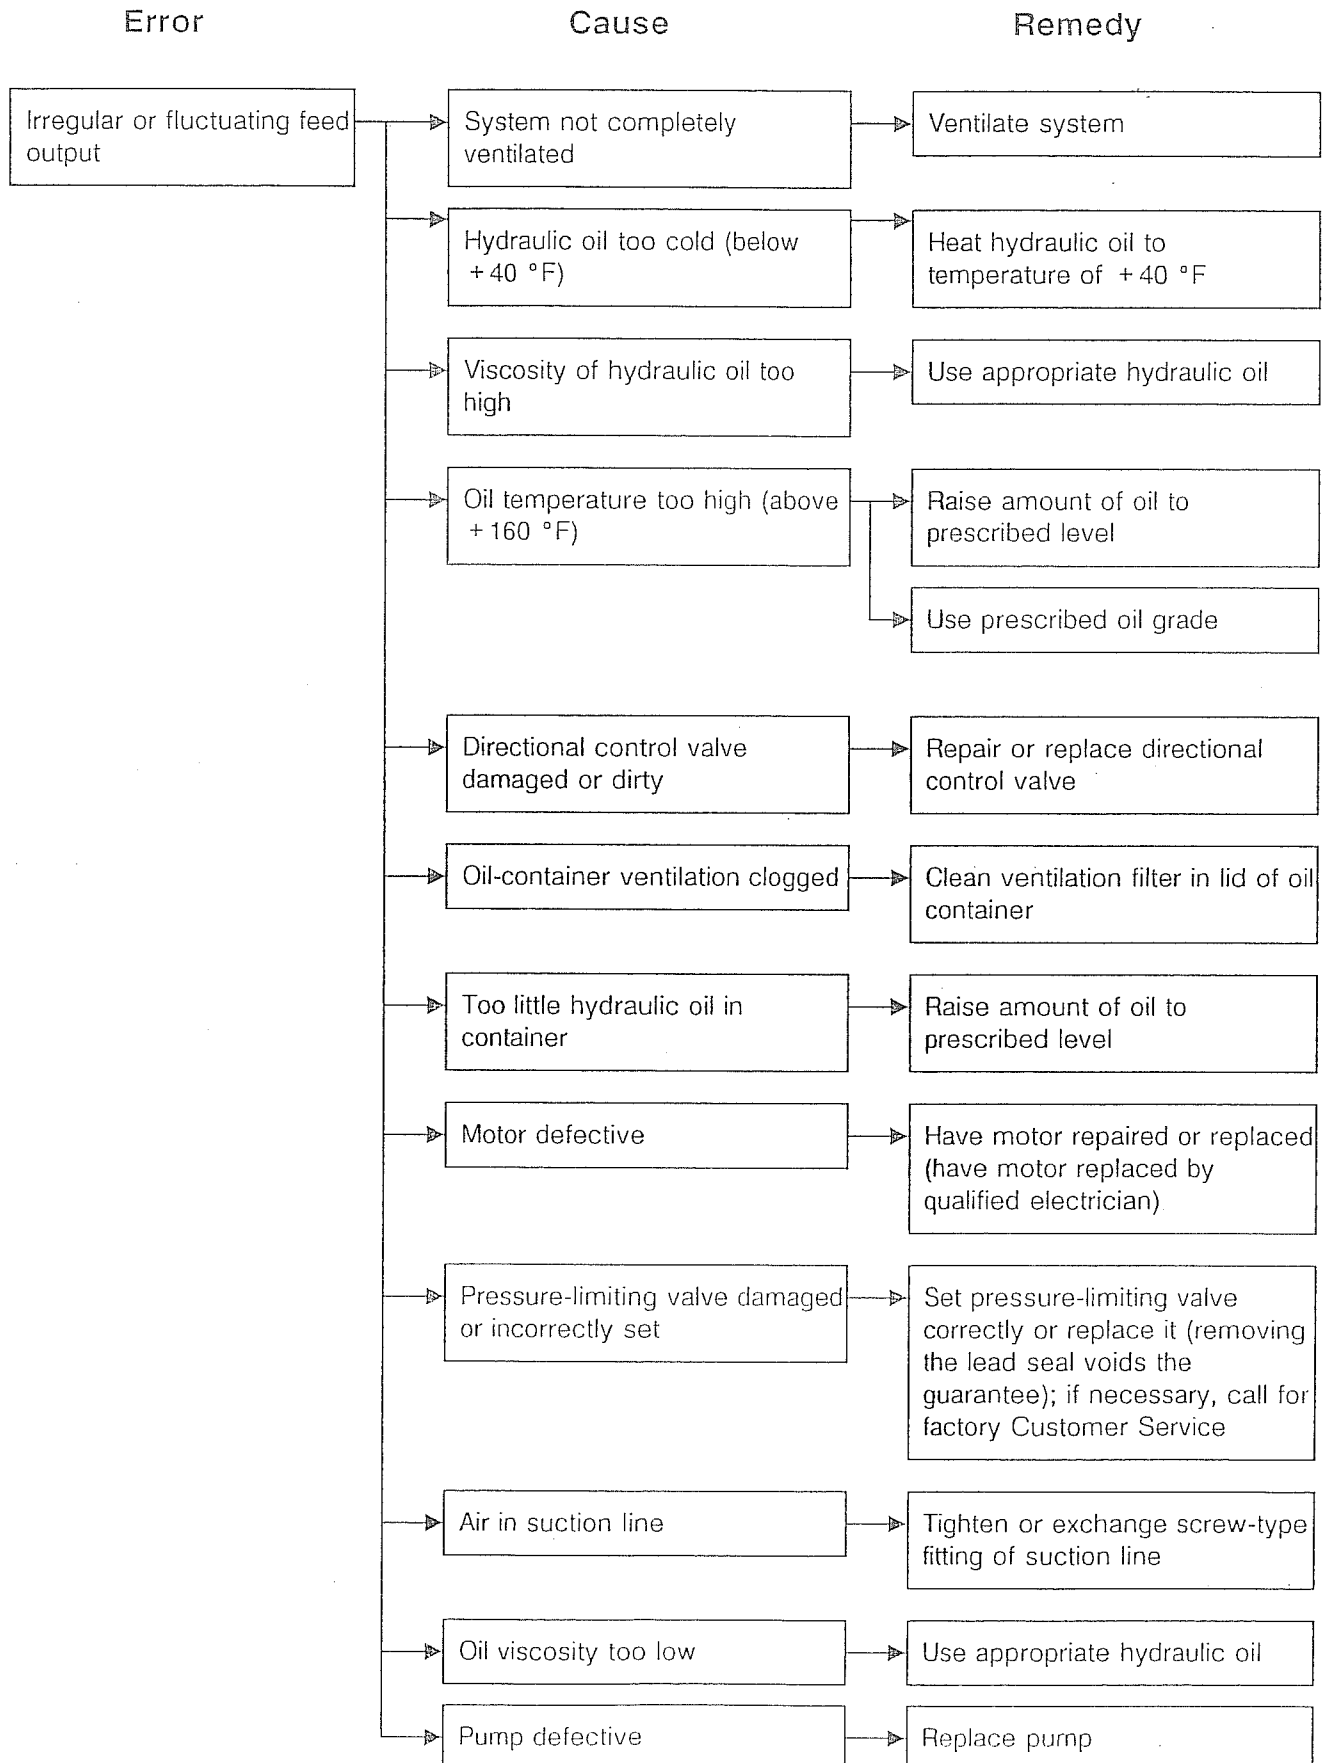 Error
Cause
Remedy
Irregular or fluctuating feed
output
System not completely
ventilated
Ventilate system
Hydraulic oil too cold (below
+40 °F)
Heat hydraulic oil to
temperature of +40 °F
Viscosity of hydraulic oil too
high
Use appropriate hydraulic oil
Oil temperature too high (above
+160 °F)
Raise amount of oil to
prescribed level
Use prescribed oil grade
Directional control valve
damaged or dirty
Repair or replace directional
control valve
Oil-container ventilation clogged
Clean ventilation filter in lid of oil
container
Too little hydraulic oil in
container
Raise amount of oil to
prescribed level
Motor defective
Have motor repaired or replaced
(have motor replaced by
qualified electrician)
Pressure-limiting valve damaged
or incorrectly set
Set pressure-limiting valve
correctly or replace it (removing
the lead seal voids the
guarantee); if necessary, call for
factory Customer Service
Air in suction line
Tighten or exchange screw-type
fitting of suction line
Oil viscosity too low
Use appropriate hydraulic oil
Pump defective
Replace pump